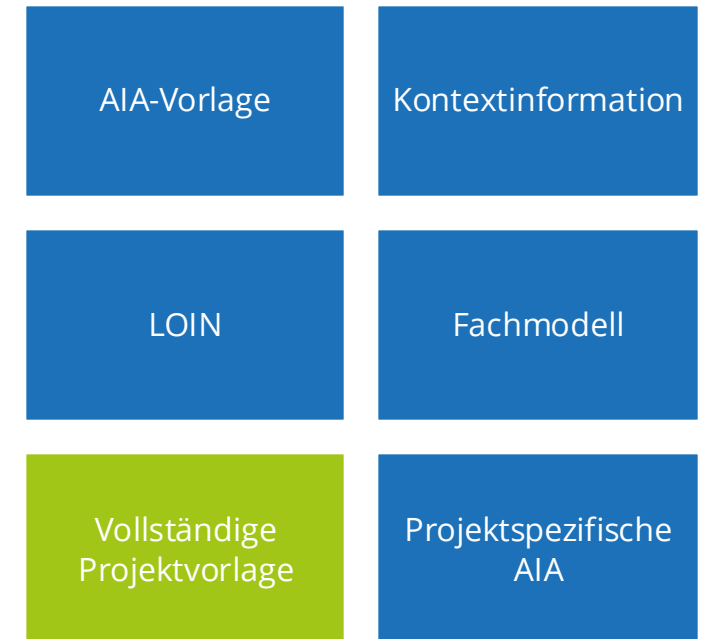 AIA-Vorlage
Kontextinformation
LOIN
Fachmodell
Vollständige
Projektvorlage
Projektspezifische
AIA